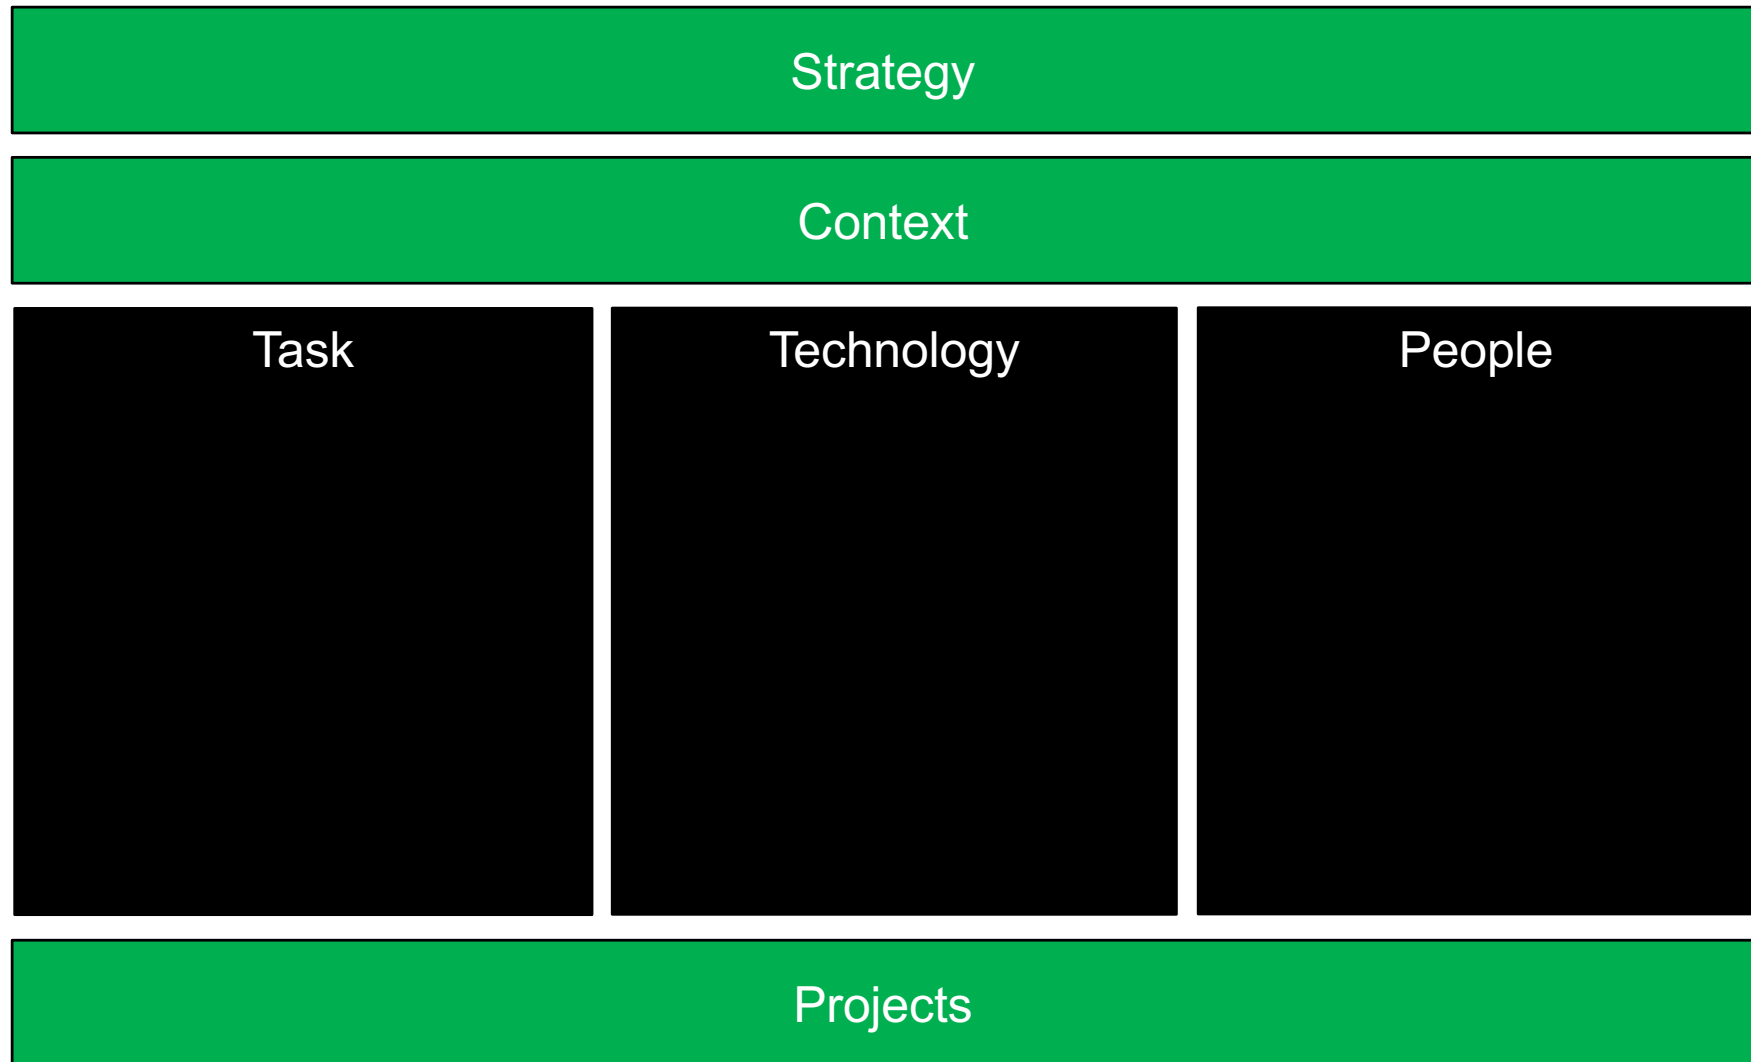 Strategy
Context
Task
Technology
People
Projects